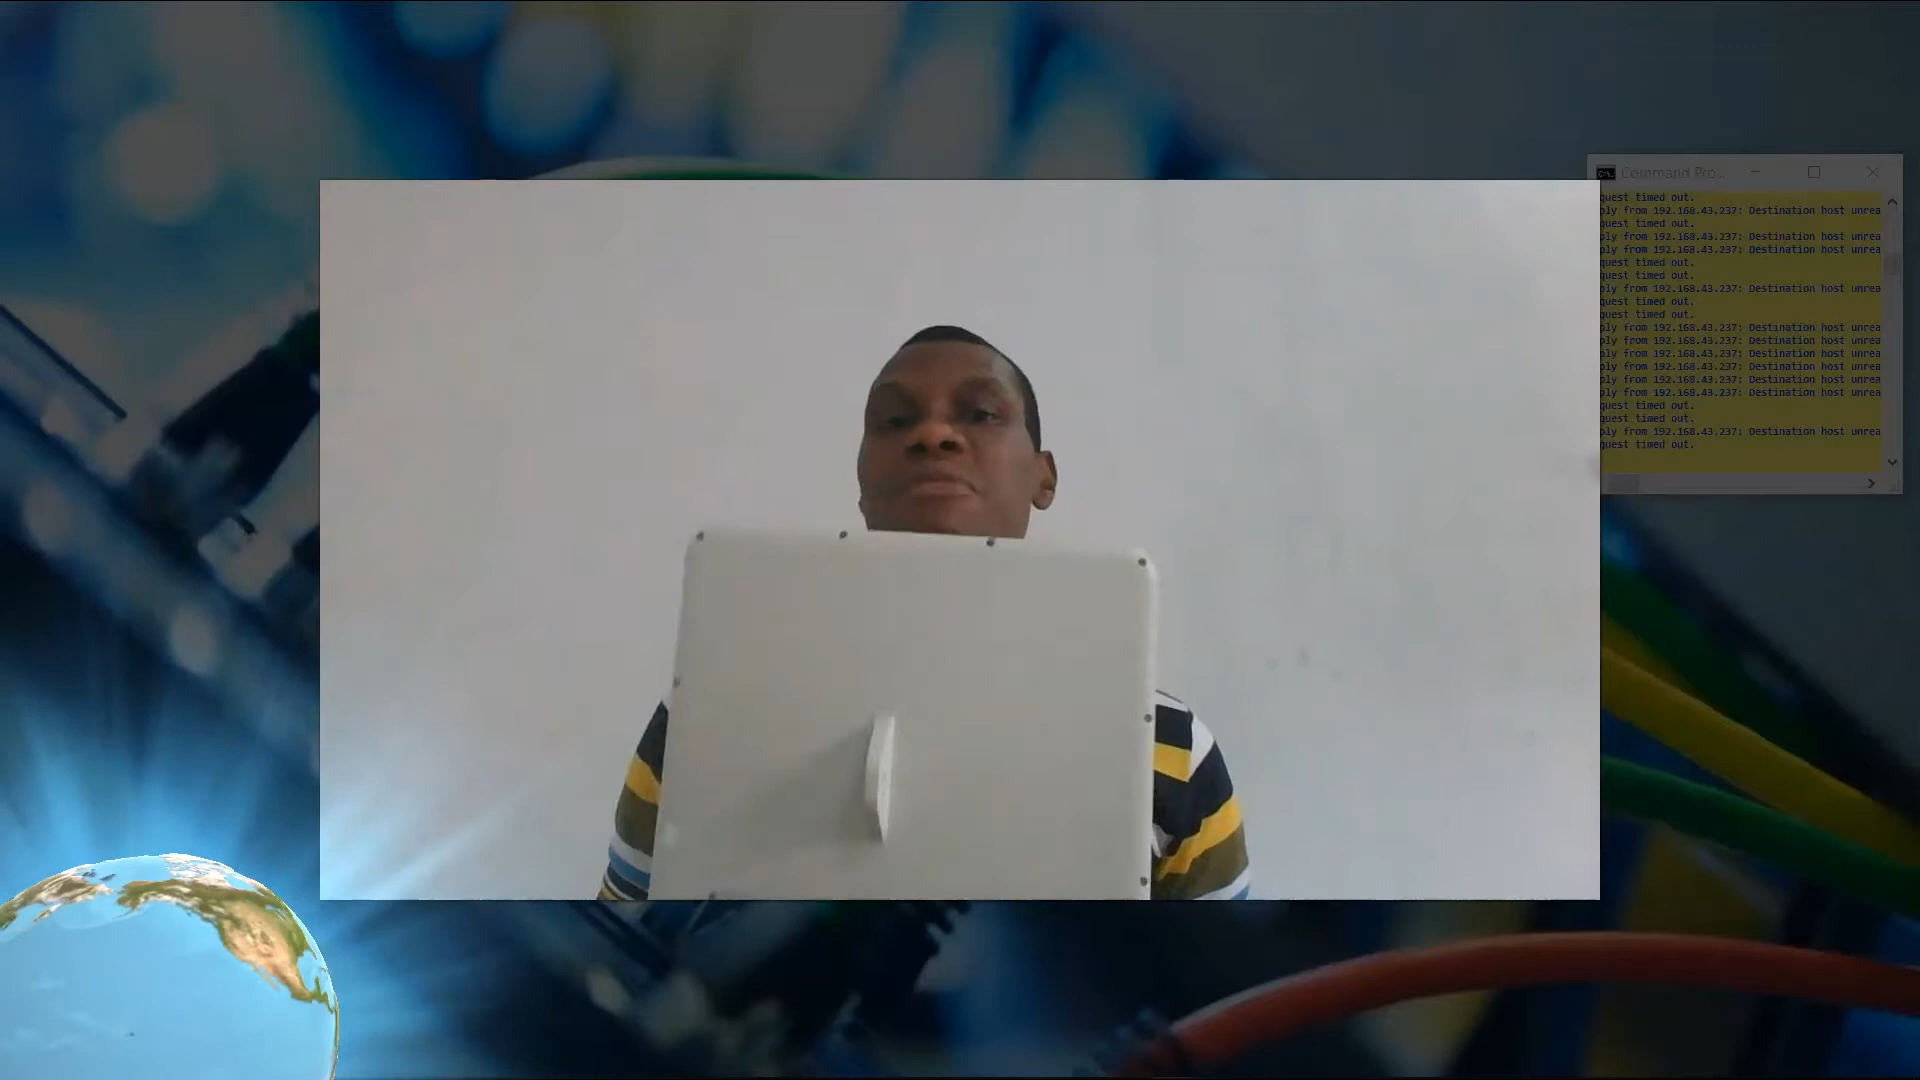 Command Pro...
quest timed out.
ply from 192.168.43.237: Destination host unrea
quest timed out.
ply from 192.168.43.237: Destination host unrea
ply from 192.168.43.237: Destination host unrea
quest timed out.
quest timed out.
ply from 192.168.43.237: Destination host unrea
quest timed out.
quest timed out.
ply from 192.168.43.237: Destination host unrea
ply from 192.168.43.237: Destination host unrea
ply from 192.168.43.237: Destination host unrea
ply from 192.168.43.237: Destination host unrea
ply from 192.168.43.237: Destination host unrea
ply from 192.168.43.237: Destination host unrea
quest timed out.
quest timed out.
ply from 192.168.43.237: Destination host unrea
quest timed out.